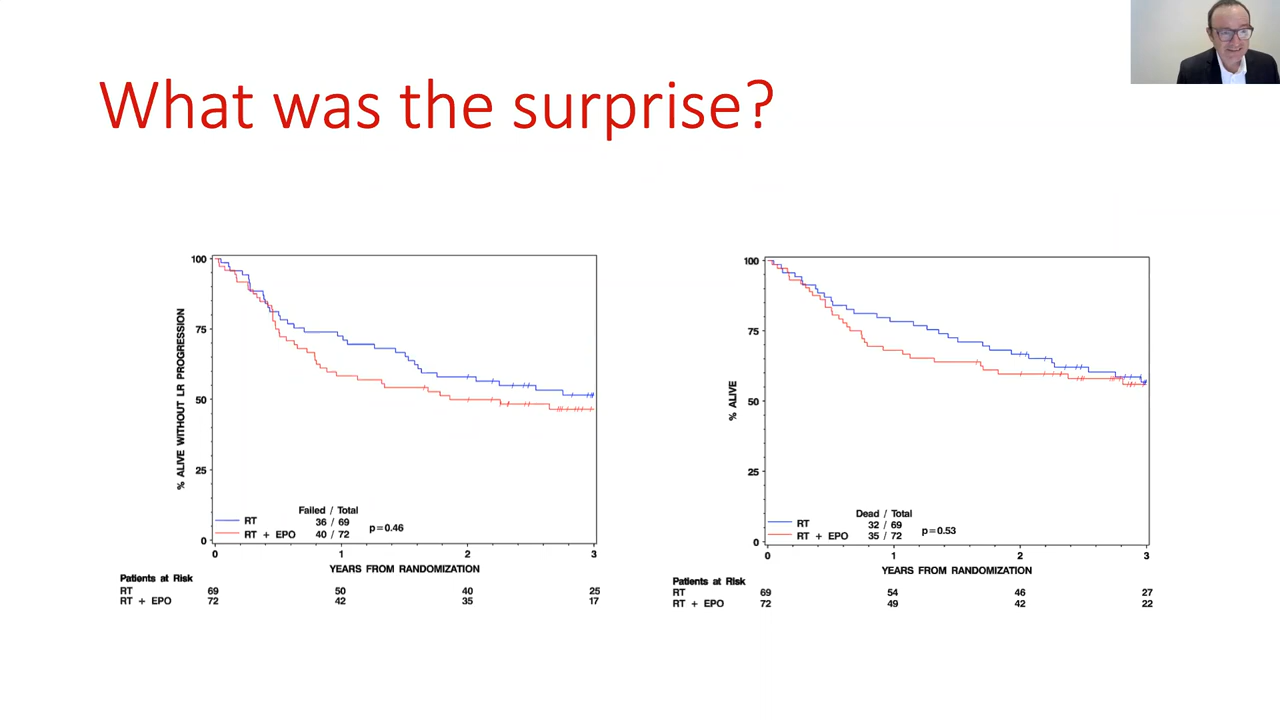 What was the surprise?
100
75
50
25
0
% ALIVE WITHOUT LR PROGRESSION
Failed / Total
RT 36 / 69
RT + EPO 40 / 72
p=0.46
0 1 2 3
YEARS FROM RANDOMIZATION
Patients at Risk
RT 69 50 40 25
RT + EPO 72 42 35 17
100
75
50
25
0
% ALIVE
Dead / Total
RT 32 / 69
RT + EPO 35 / 72
p=0.53
0 1 2 3
YEARS FROM RANDOMIZATION
Patients at Risk
RT 69 54 46 27
RT + EPO 72 49 42 22